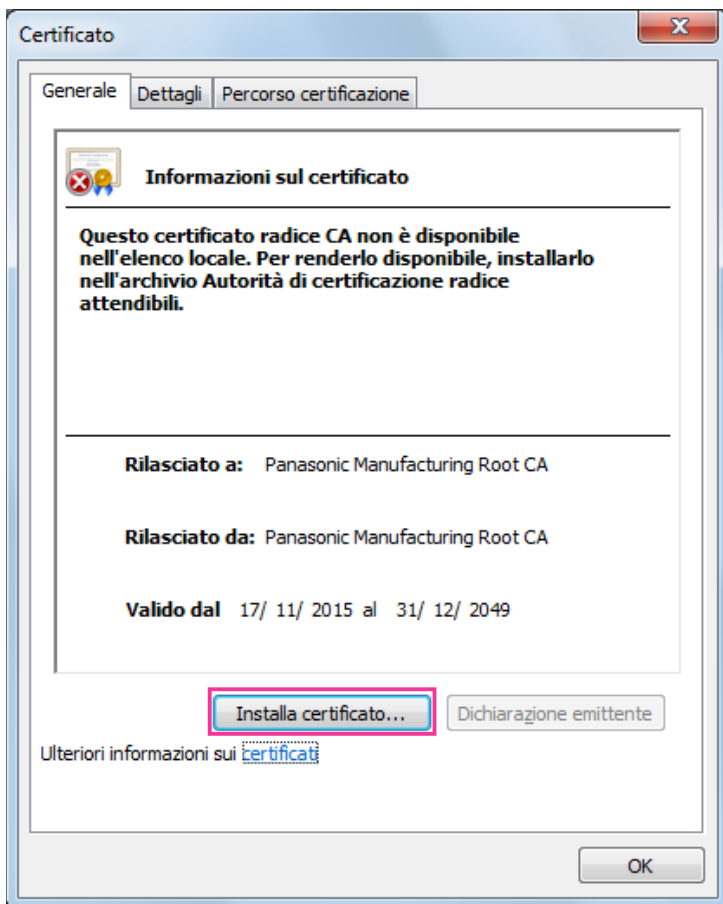 Certificato
Generale Dettagli Percorso certificazione
Informazioni sul certificato
Questo certificato radice CA non è disponibile
nell'elenco locale. Per renderlo disponibile, installarlo
nell'archivio Autorità di certificazione radice
attendibili.
Rilasciato a: Panasonic Manufacturing Root CA
Rilasciato da: Panasonic Manufacturing Root CA
Valido dal 17/ 11/ 2015 al 31/ 12/ 2049
Installa certificato... Dichiarazione emittente
Ulteriori informazioni sui certificati
OK